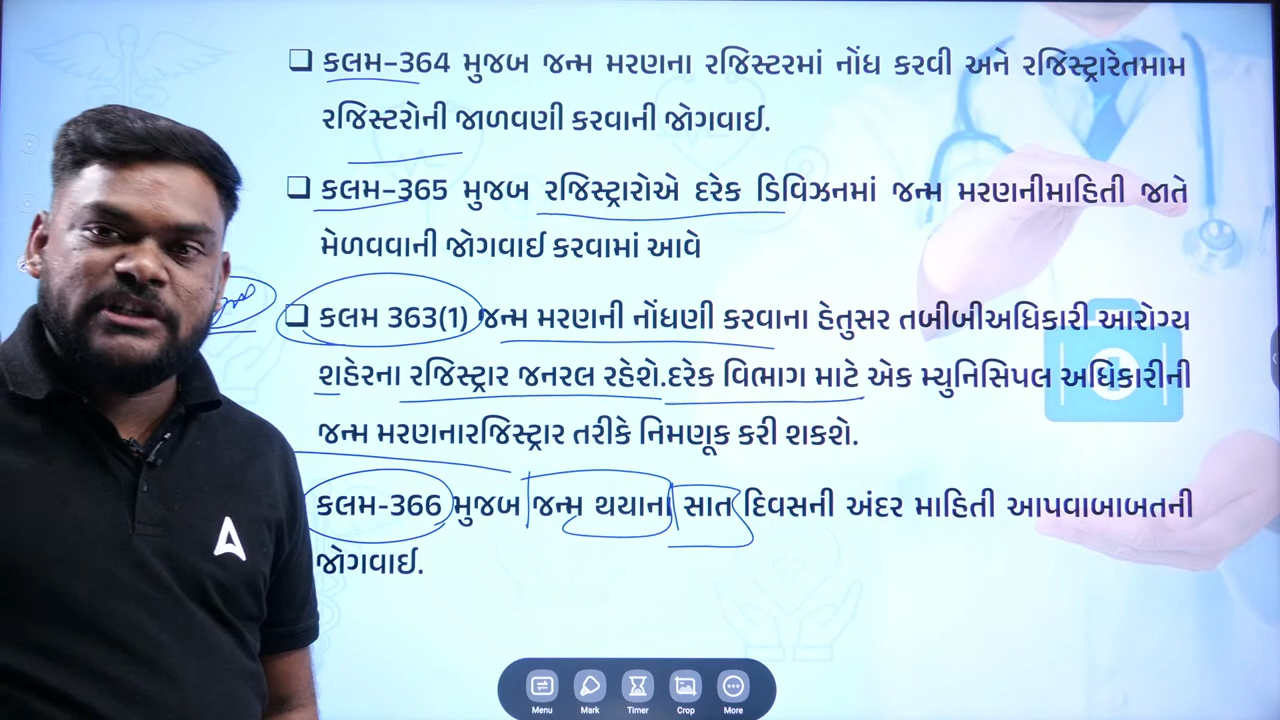 ❑ કલમ–364 મુજબ જન્મ મરણના રજિસ્ટરમાં નોંધ કરવી અને રજિસ્ટ્રારેતમામ
રજિસ્ટરોની જાળવણી કરવાની જોગવાઈ.
❑ કલમ–365 મુજબ રજિસ્ટ્રારોએ દરેક ડિવિઝનમાં જન્મ મરણનીમાહિતી જાતે
મેળવવાની જોગવાઈ કરવામાં આવે
❑ કલમ 363(1) જન્મ મરણની નોંધણી કરવાના હેતુસર તબીબીઅધિકારી આરોગ્ય
શહેરના રજિસ્ટ્રાર જનરલ રહેશે.દરેક વિભાગ માટે એક મ્યુનિસિપલ અધિકારીની
જન્મ મરણનારજિસ્ટ્રાર તરીકે નિમણૂક કરી શકશે.
કલમ-366 મુજબ જન્મ થયાના સાત દિવસની અંદર માહિતી આપવાબાબતની
જોગવાઈ.
Menu Mark Timer Crop More